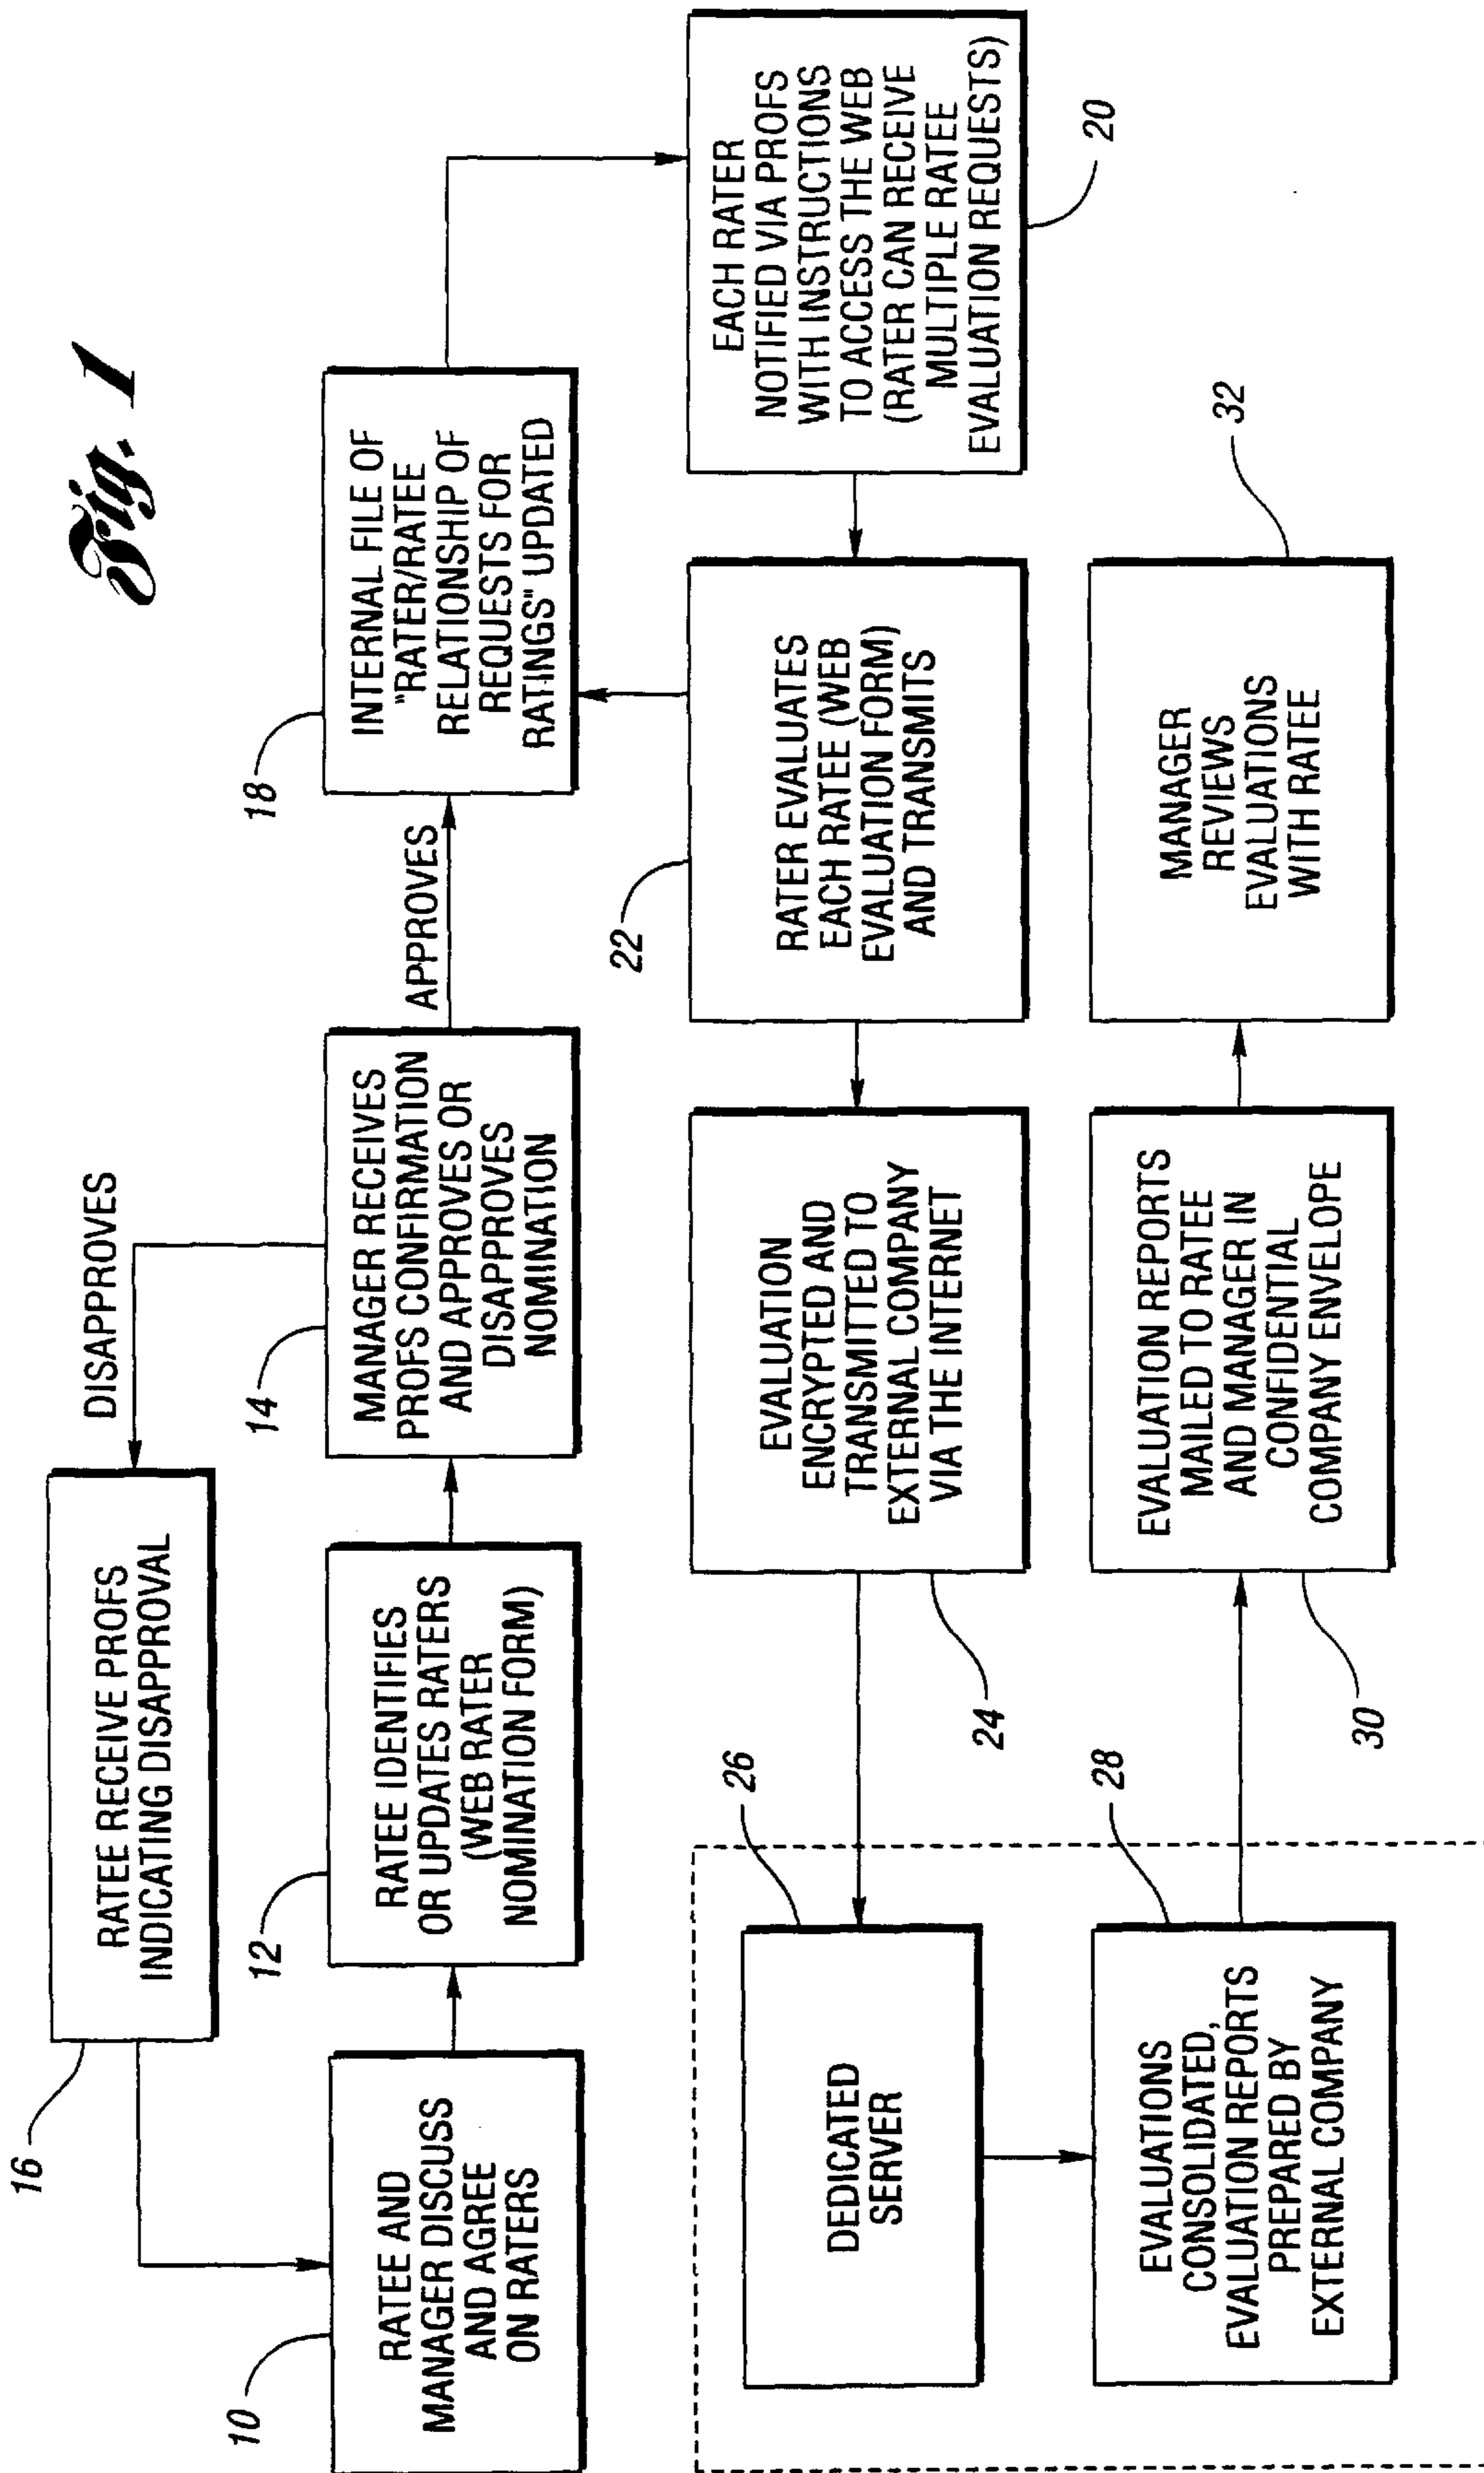 Fig. 1
16
RATEE RECEIVE PROFS
INDICATING DISAPPROVAL
DISAPPROVES
10
RATEE AND
MANAGER DISCUSS
AND AGREE
ON RATERS
12
RATEE IDENTIFIES
OR UPDATES RATERS
(WEB RATER
NOMINATION FORM)
14
MANAGER RECEIVES
PROFS CONFIRMATION
AND APPROVES OR
DISAPPROVES
NOMINATION
APPROVES
18
INTERNAL FILE OF
"RATER/RATEE
RELATIONSHIP OF
REQUESTS FOR
RATINGS" UPDATED
EACH RATER
NOTIFIED VIA PROFS
WITH INSTRUCTIONS
TO ACCESS THE WEB
(RATER CAN RECEIVE
MULTIPLE RATEE
EVALUATION REQUESTS)
20
22
RATER EVALUATES
EACH RATEE (WEB
EVALUATION FORM)
AND TRANSMITS
EVALUATION
ENCRYPTED AND
TRANSMITTED TO
EXTERNAL COMPANY
VIA THE INTERNET
24
26
DEDICATED
SERVER
28
EVALUATIONS
CONSOLIDATED,
EVALUATION REPORTS
PREPARED BY
EXTERNAL COMPANY
EVALUATION REPORTS
MAILED TO RATEE
AND MANAGER IN
CONFIDENTIAL
COMPANY ENVELOPE
30
32
MANAGER
REVIEWS
EVALUATIONS
WITH RATEE